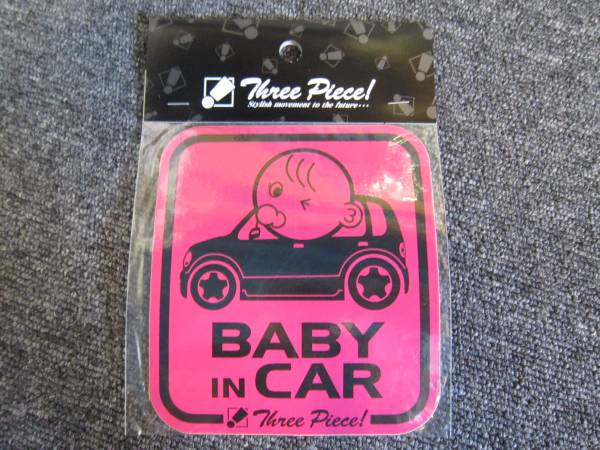 Three Piece!
Stylish movement to the future･･･
BABY
IN CAR
Three Piece!